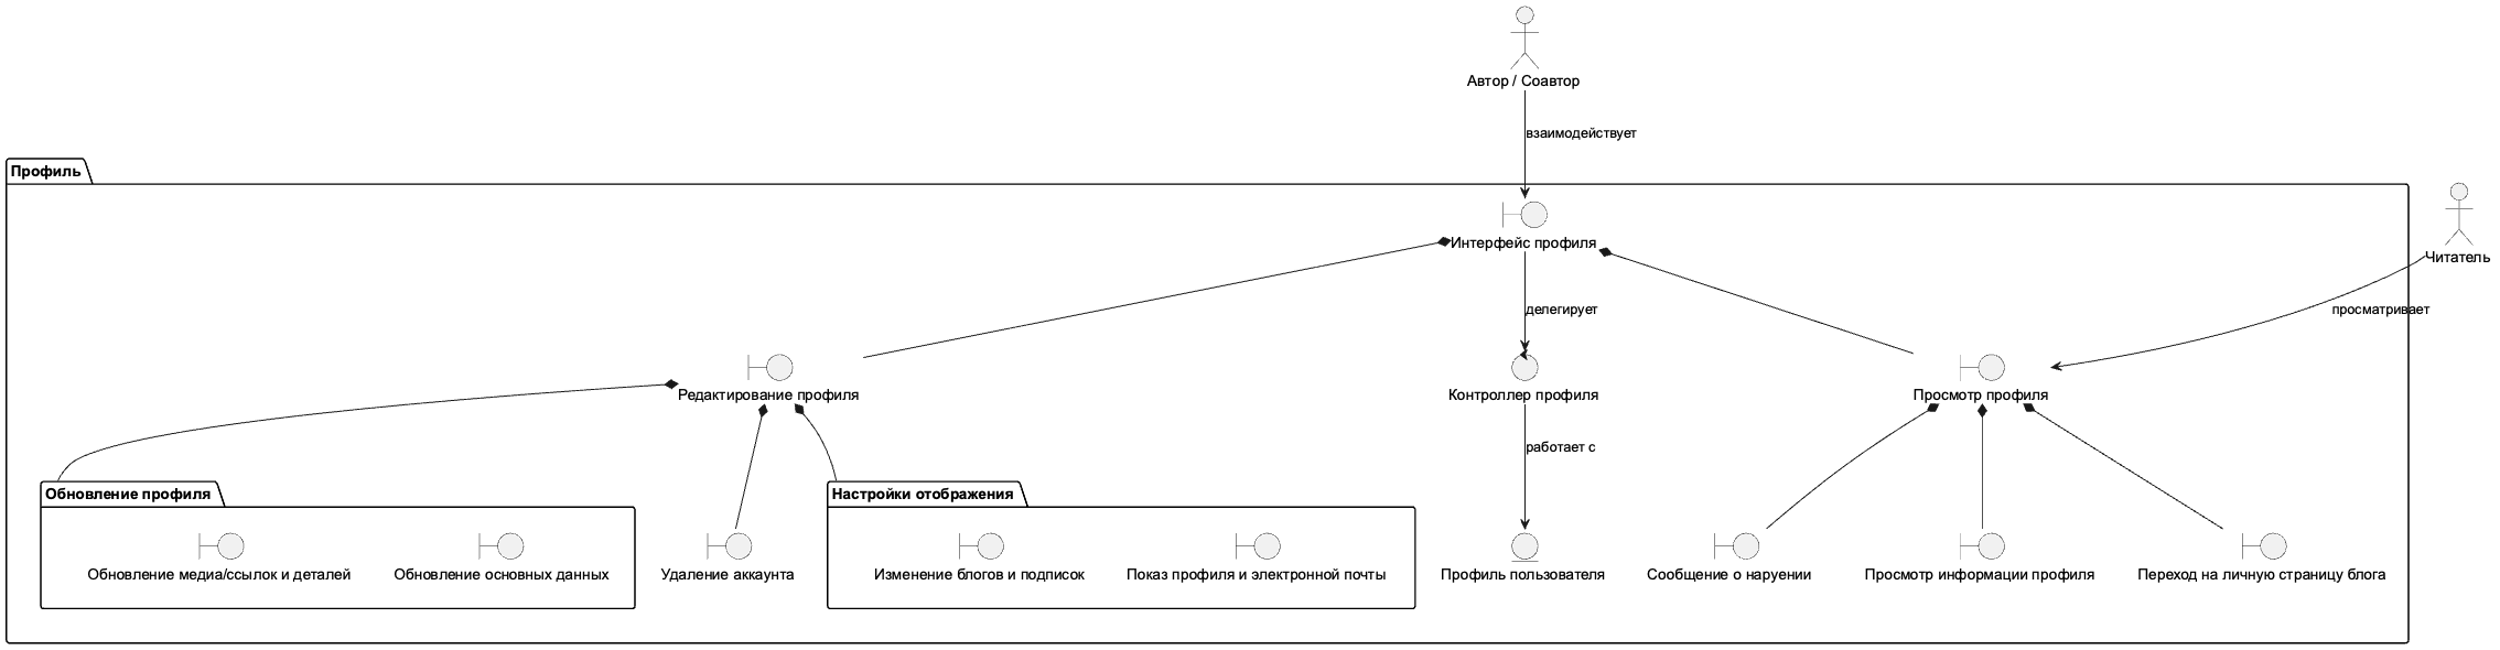 Автор / Соавтор
взаимодействует
Профиль
Интерфейс профиля
Читатель
делегирует
просматривает
Редактирование профиля
Контроллер профиля
Просмотр профиля
работает с
Обновление профиля
Настройки отображения
Обновление медиа/ссылок и деталей
Обновление основных данных
Удаление аккаунта
Изменение блогов и подписок
Показ профиля и электронной почты
Профиль пользователя
Сообщение о наруении
Просмотр информации профиля
Переход на личную страницу блога